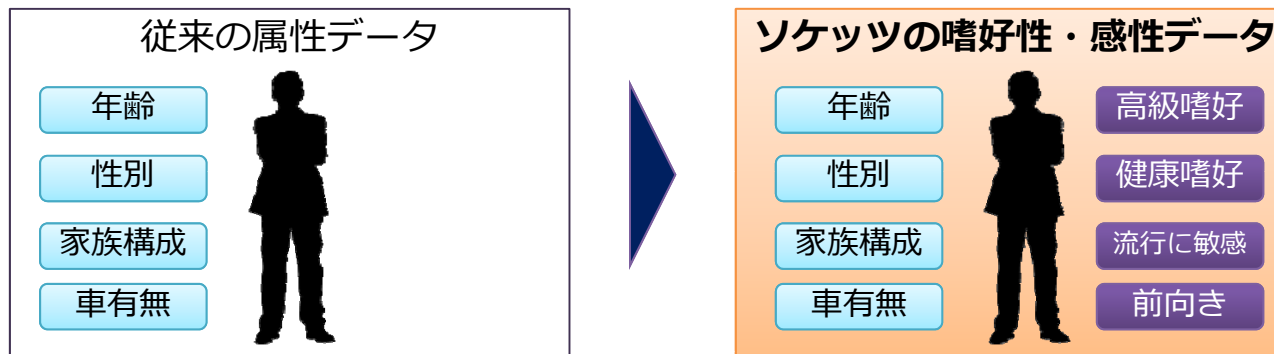 従来の属性データ
年齢
性別
家族構成
車有無
ソケッツの嗜好性・感性データ
年齢
性別
家族構成
車有無
高級嗜好
健康嗜好
流行に敏感
前向き